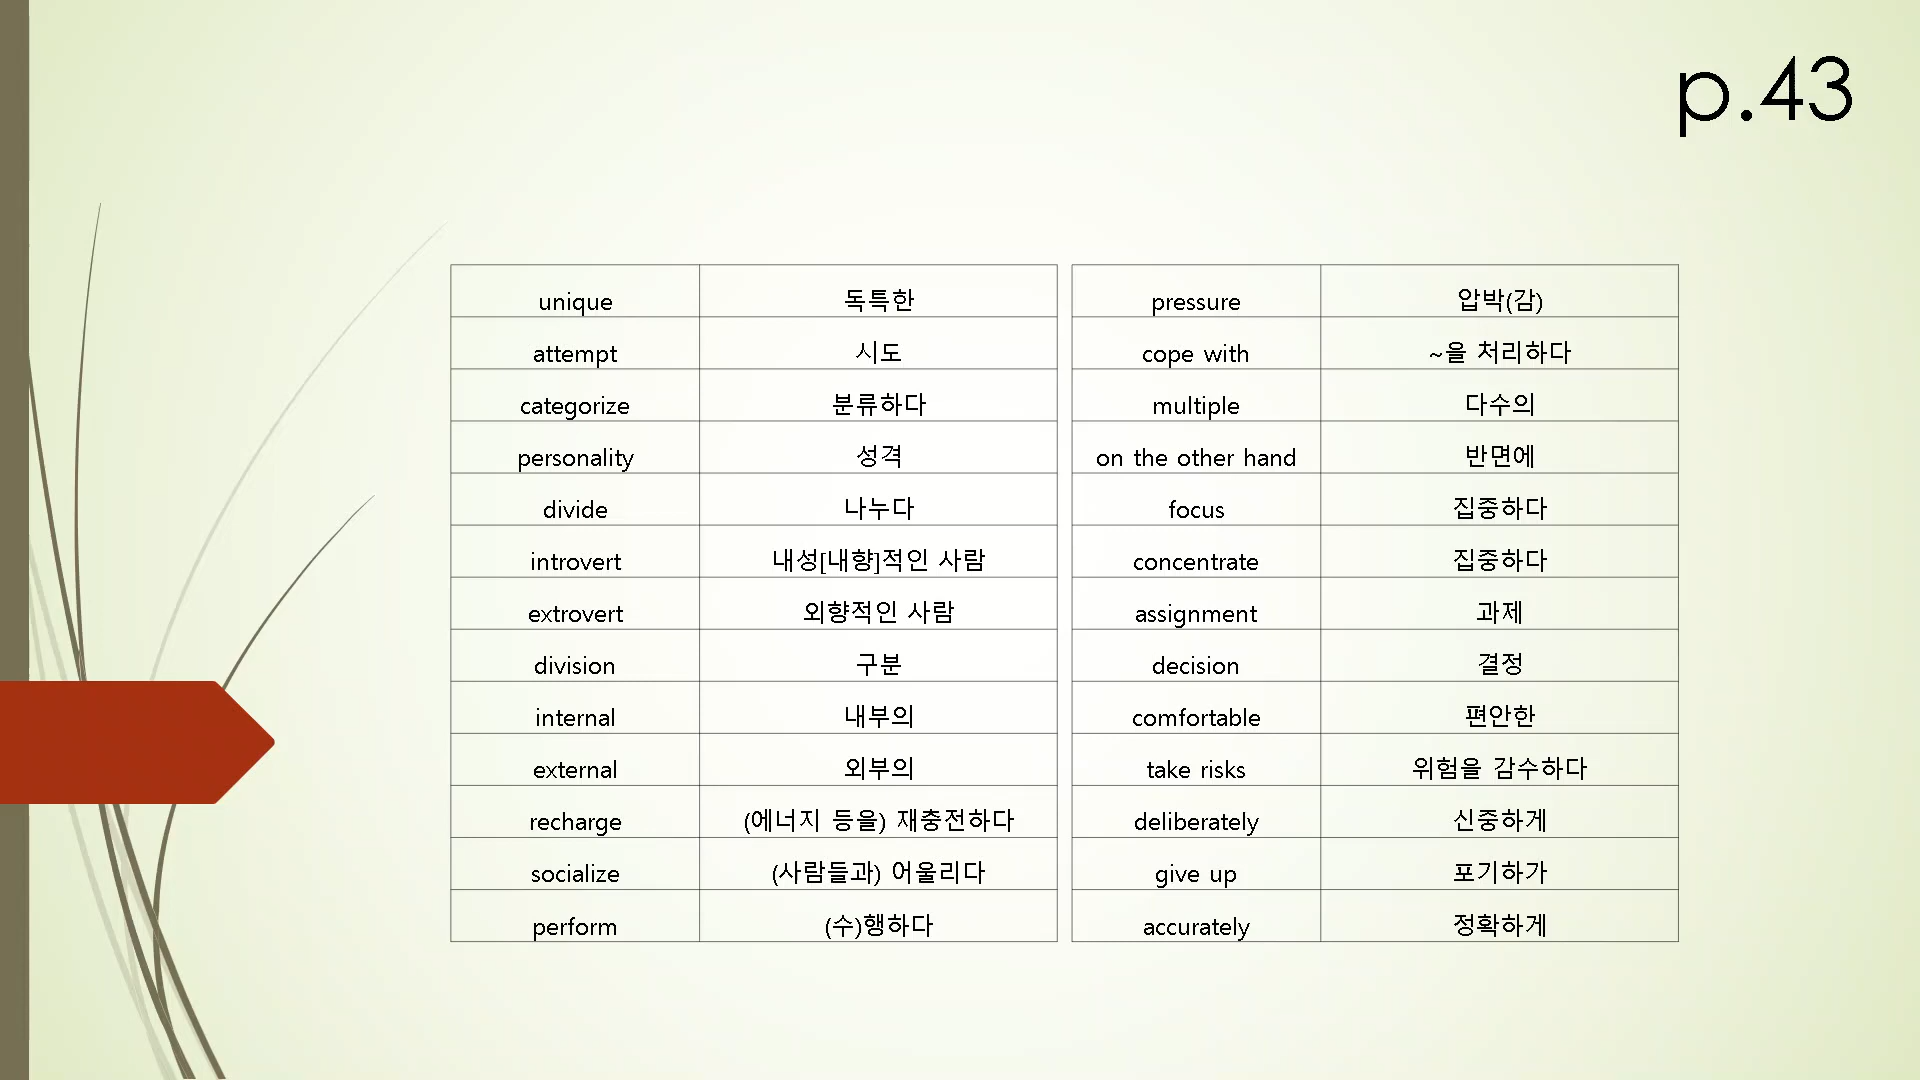 p.43
unique 독특한
attempt 시도
categorize 분류하다
personality 성격
divide 나누다
introvert 내성[내향]적인 사람
extrovert 외향적인 사람
division 구분
internal 내부의
external 외부의
recharge (에너지 등을) 재충전하다
socialize (사람들과) 어울리다
perform (수)행하다
pressure 압박(감)
cope with ~을 처리하다
multiple 다수의
on the other hand 반면에
focus 집중하다
concentrate 집중하다
assignment 과제
decision 결정
comfortable 편안한
take risks 위험을 감수하다
deliberately 신중하게
give up 포기하가
accurately 정확하게